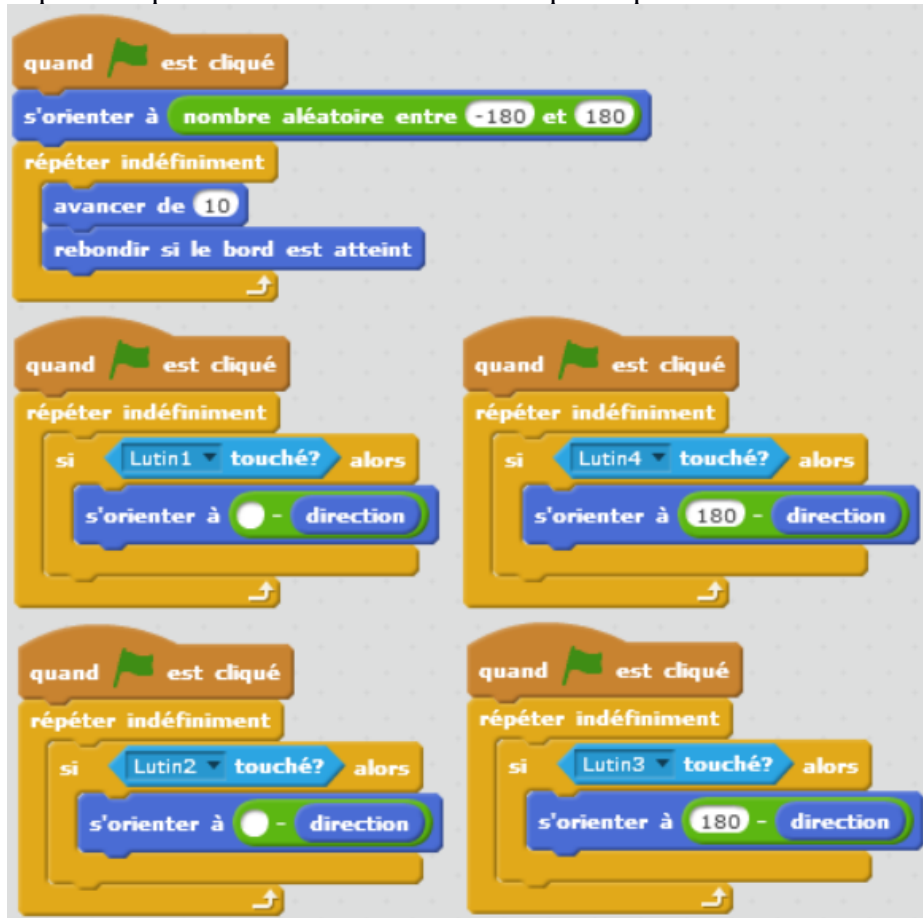 quand est cliqué
s'orienter à nombre aléatoire entre -180 et 180
répéter indéfiniment
avancer de 10
rebondir si le bord est atteint
quand est cliqué
répéter indéfiniment
si Lutin1 touché? alors
s'orienter à - direction
quand est cliqué
répéter indéfiniment
si Lutin4 touché? alors
s'orienter à 180 - direction
quand est cliqué
répéter indéfiniment
si Lutin2 touché? alors
s'orienter à - direction
quand est cliqué
répéter indéfiniment
si Lutin3 touché? alors
s'orienter à 180 - direction